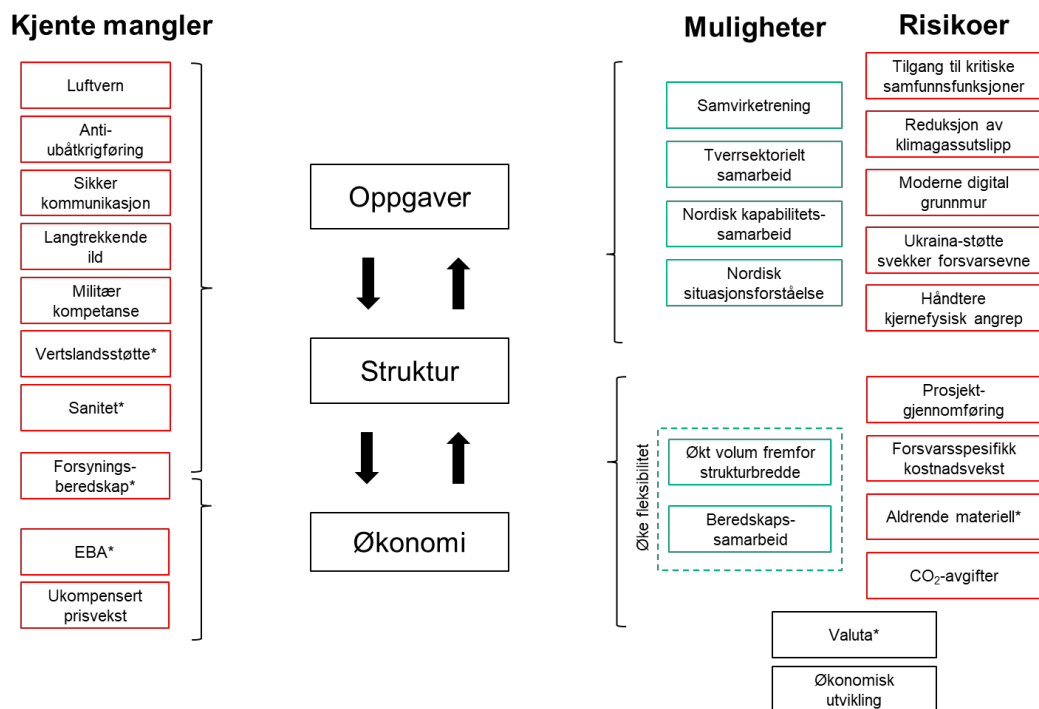 Kjente mangler
Luftvern
Anti-
ubåtkrigføring
Sikker
kommunikasjon
Langtrekkende
ild
Militær
kompetanse
Vertslandsstøtte*
Sanitet*
Forsynings-
beredskap*
EBA*
Ukompensert
prisvekst
Oppgaver
Struktur
Økonomi
Muligheter
Samvirketrening
Tverrsektorielt
samarbeid
Nordisk kapabilitets-
samarbeid
Nordisk
situasjonsforståelse
Øke fleksibilitet
Økt volum fremfor
strukturbredde
Beredskaps-
samarbeid
Risikoer
Tilgang til kritiske
samfunnsfunksjoner
Reduksjon av
klimagassutslipp
Moderne digital
grunnmur
Ukraina-støtte
svekker forsvarsevne
Håndtere
kjernefysisk angrep
Prosjekt-
gjennomføring
Forsvarsspesifikk
kostnadsvekst
Aldrende materiell*
CO₂-avgifter
Valuta*
Økonomisk
utvikling